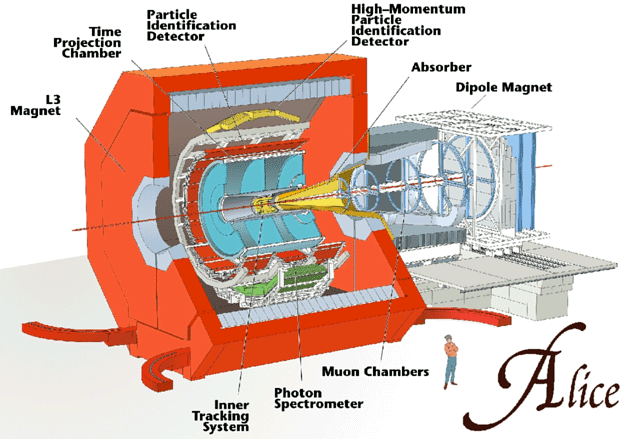 Particle
Identification
Detector
High–Momentum
Particle
Identification
Detector
Time
Projection
Chamber
Absorber
Dipole Magnet
L3
Magnet
Muon Chambers
Photon
Spectrometer
Inner
Tracking
System
Alice